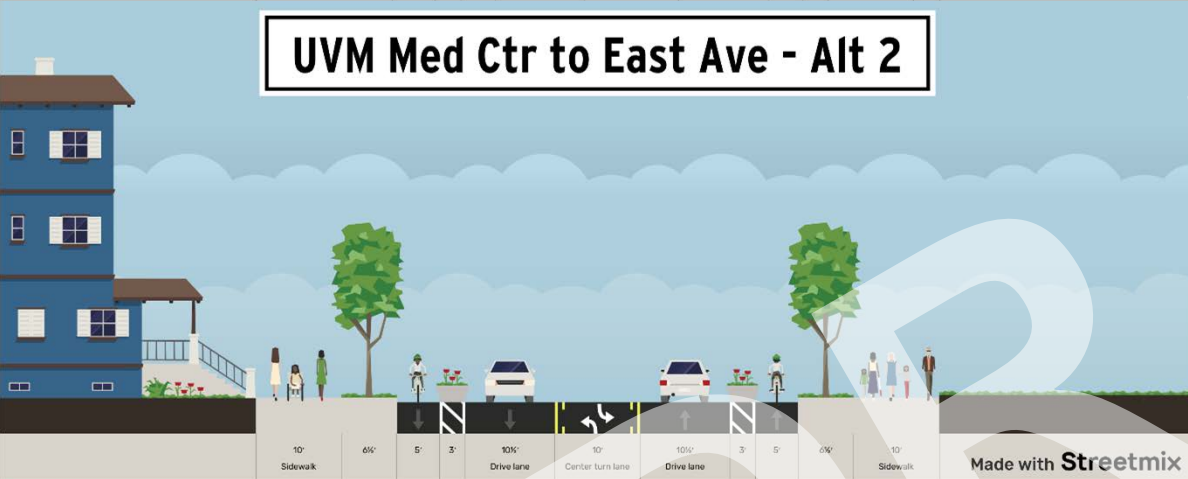 UVM Med Ctr to East Ave - Alt 2
10' 6½' 5' 3' 10½' 10' 10½' 3' 5' 6½' 10'
Sidewalk Drive lane Center turn lane Drive lane Sidewalk
Made with Streetmix